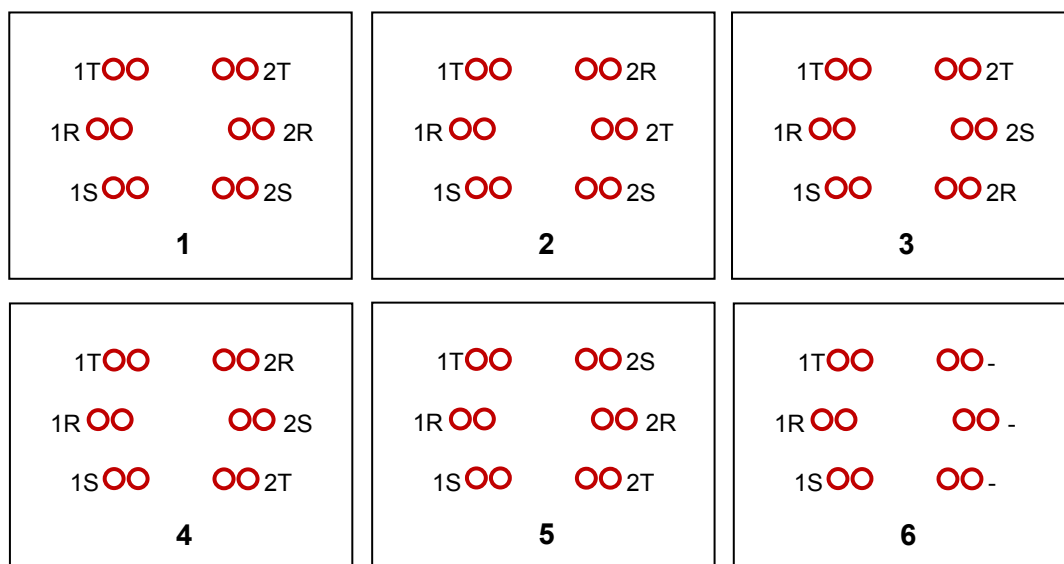 1T 2T
1R 2R
1S 2S
1
1T 2R
1R 2T
1S 2S
2
1T 2T
1R 2S
1S 2R
3
1T 2R
1R 2S
1S 2T
4
1T 2S
1R 2R
1S 2T
5
1T -
1R -
1S -
6